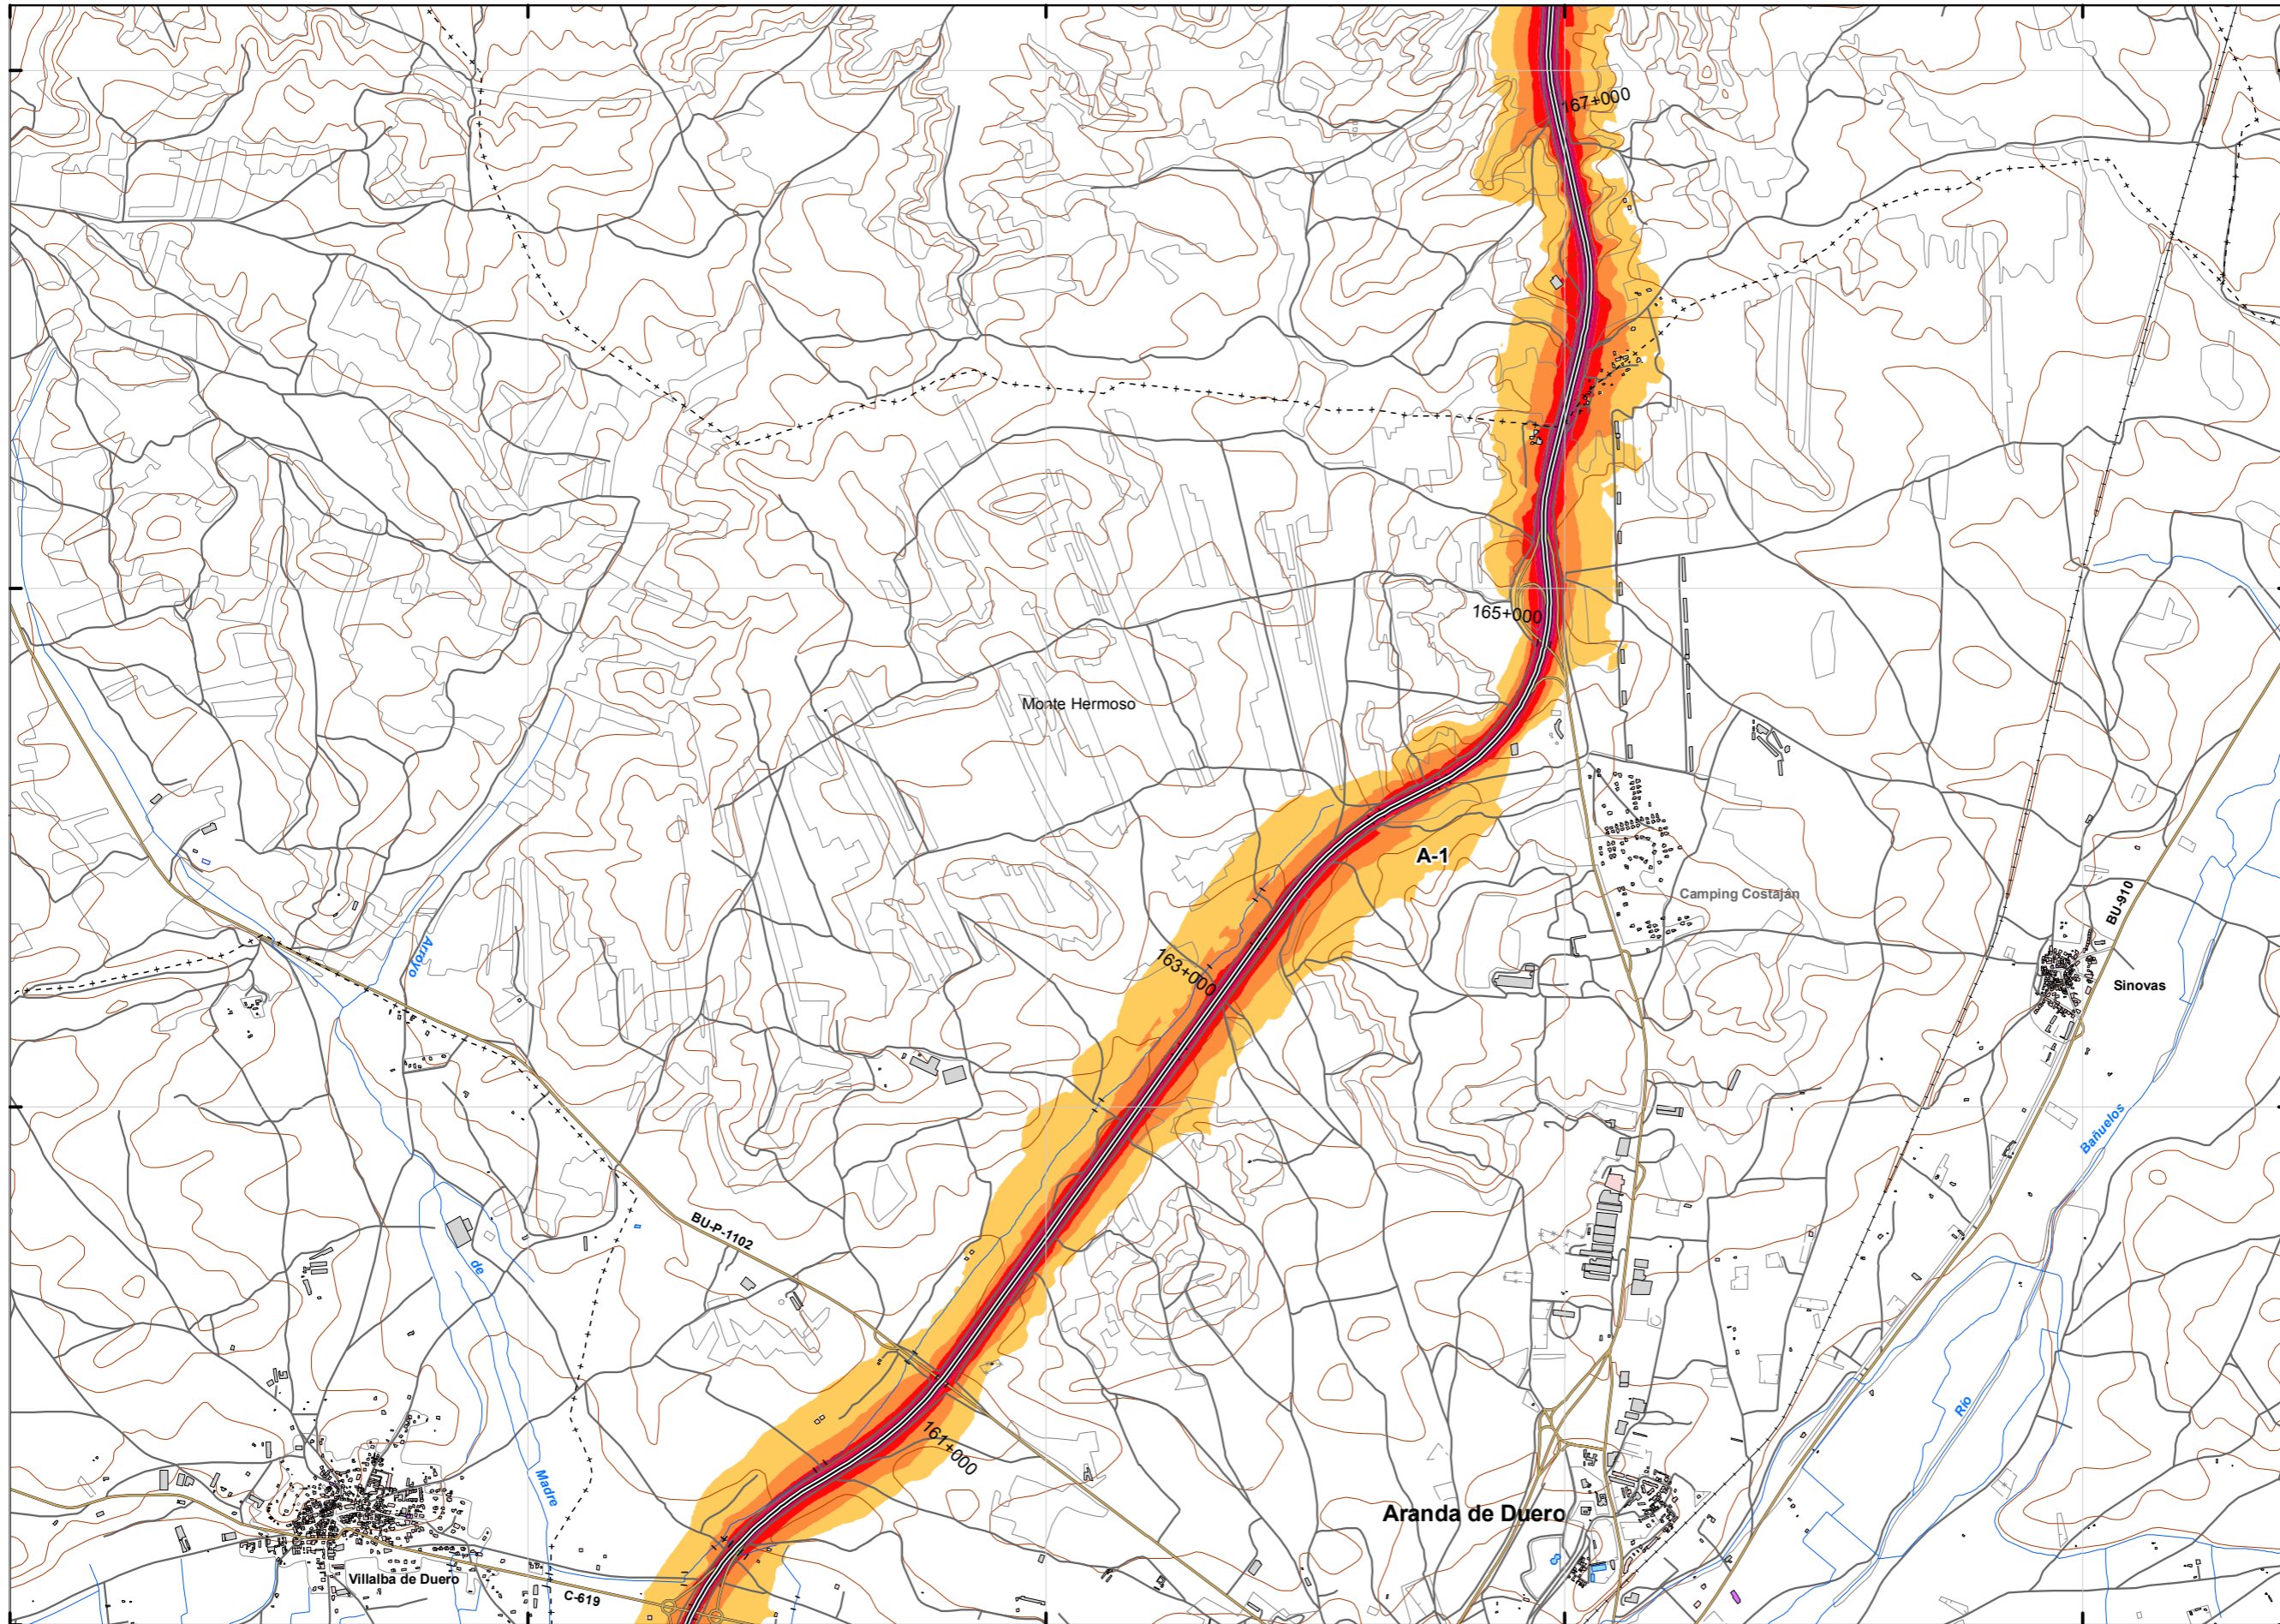 167+000
165+000
Monte Hermoso
A-1
Camping Costaján
BU-910
Arroyo
163+000
Sinovas
Bañuelos
BU-P-1102
de
Río
161+000
Madre
Aranda de Duero
Villalba de Duero
C-619